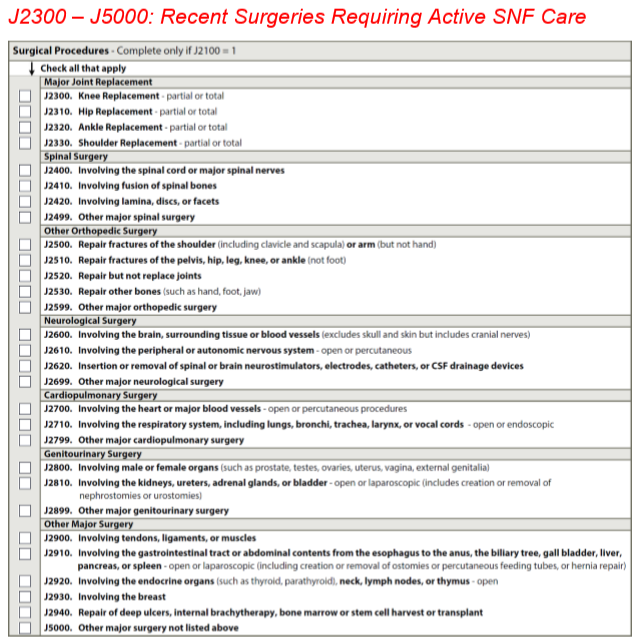 J2300 – J5000: Recent Surgeries Requiring Active SNF Care
Surgical Procedures - Complete only if J2100 = 1
Check all that apply
Major Joint Replacement
J2300. Knee Replacement - partial or total
J2310. Hip Replacement - partial or total
J2320. Ankle Replacement - partial or total
J2330. Shoulder Replacement - partial or total
Spinal Surgery
J2400. Involving the spinal cord or major spinal nerves
J2410. Involving fusion of spinal bones
J2420. Involving lamina, discs, or facets
J2499. Other major spinal surgery
Other Orthopedic Surgery
J2500. Repair fractures of the shoulder (including clavicle and scapula) or arm (but not hand)
J2510. Repair fractures of the pelvis, hip, leg, knee, or ankle (not foot)
J2520. Repair but not replace joints
J2530. Repair other bones (such as hand, foot, jaw)
J2599. Other major orthopedic surgery
Neurological Surgery
J2600. Involving the brain, surrounding tissue or blood vessels (excludes skull and skin but includes cranial nerves)
J2610. Involving the peripheral or autonomic nervous system - open or percutaneous
J2620. Insertion or removal of spinal or brain neurostimulators, electrodes, catheters, or CSF drainage devices
J2699. Other major neurological surgery
Cardiopulmonary Surgery
J2700. Involving the heart or major blood vessels - open or percutaneous procedures
J2710. Involving the respiratory system, including lungs, bronchi, trachea, larynx, or vocal cords - open or endoscopic
J2799. Other major cardiopulmonary surgery
Genitourinary Surgery
J2800. Involving male or female organs (such as prostate, testes, ovaries, uterus, vagina, external genitalia)
J2810. Involving the kidneys, ureters, adrenal glands, or bladder - open or laparoscopic (includes creation or removal of
nephrostomies or urostomies)
J2899. Other major genitourinary surgery
Other Major Surgery
J2900. Involving tendons, ligaments, or muscles
J2910. Involving the gastrointestinal tract or abdominal contents from the esophagus to the anus, the biliary tree, gall bladder, liver,
pancreas, or spleen - open or laparoscopic (including creation or removal of ostomies or percutaneous feeding tubes, or hernia repair)
J2920. Involving the endocrine organs (such as thyroid, parathyroid), neck, lymph nodes, or thymus - open
J2930. Involving the breast
J2940. Repair of deep ulcers, internal brachytherapy, bone marrow or stem cell harvest or transplant
J5000. Other major surgery not listed above